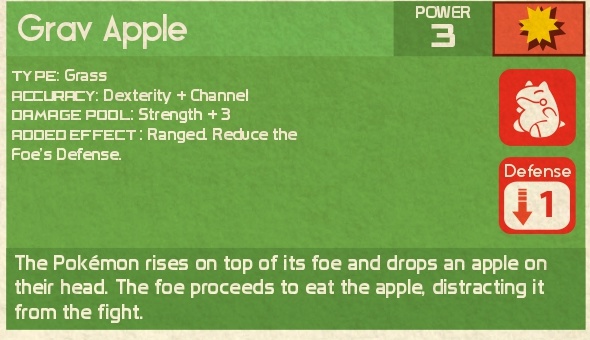 Grav Apple
POWER
3
TYPE: Grass
ACCURACY: Dexterity + Channel
DAMAGE POOL: Strength + 3
ADDED EFFECT: Ranged. Reduce the
Foe's Defense.
Defense
1
The Pokémon rises on top of its foe and drops an apple on
their head. The foe proceeds to eat the apple, distracting it
from the fight.